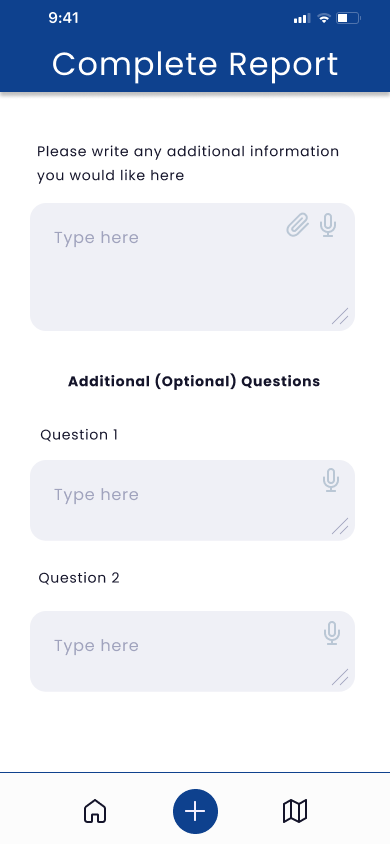 9:41
Complete Report
Please write any additional information
you would like here
Type here
Additional (Optional) Questions
Question 1
Type here
Question 2
Type here